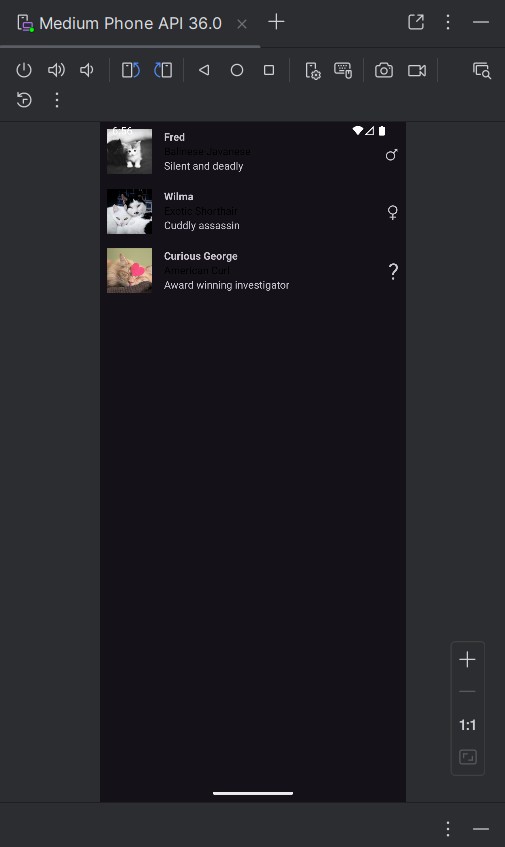 Medium Phone API 36.0
6:56
Fred
Balinese-Javanese
Silent and deadly
Wilma
Exotic Shorthair
Cuddly assassin
Curious George
American Curl
Award winning investigator
?
1:1